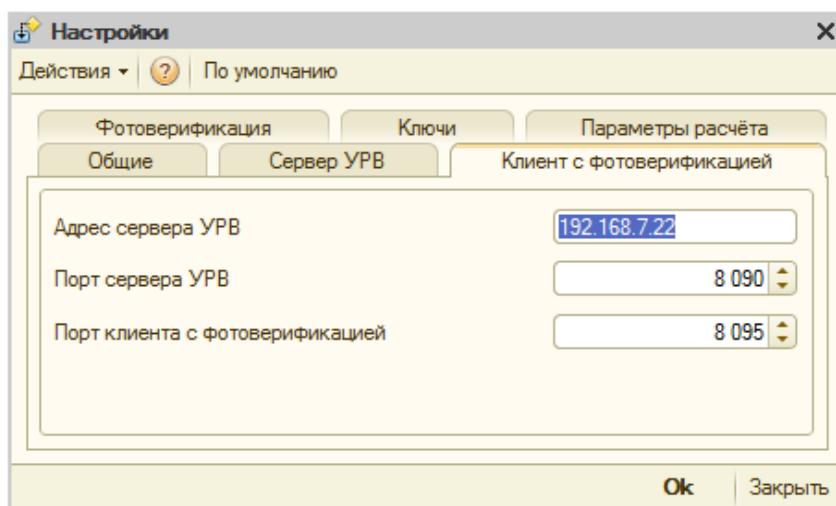 Настройки
Действия ? По умолчанию
Фотоверификация Ключи Параметры расчёта
Общие Сервер УРВ Клиент с фотоверификацией
Адрес сервера УРВ 192.168.7.22
Порт сервера УРВ 8 090
Порт клиента с фотоверификацией 8 095
Ok Закрыть